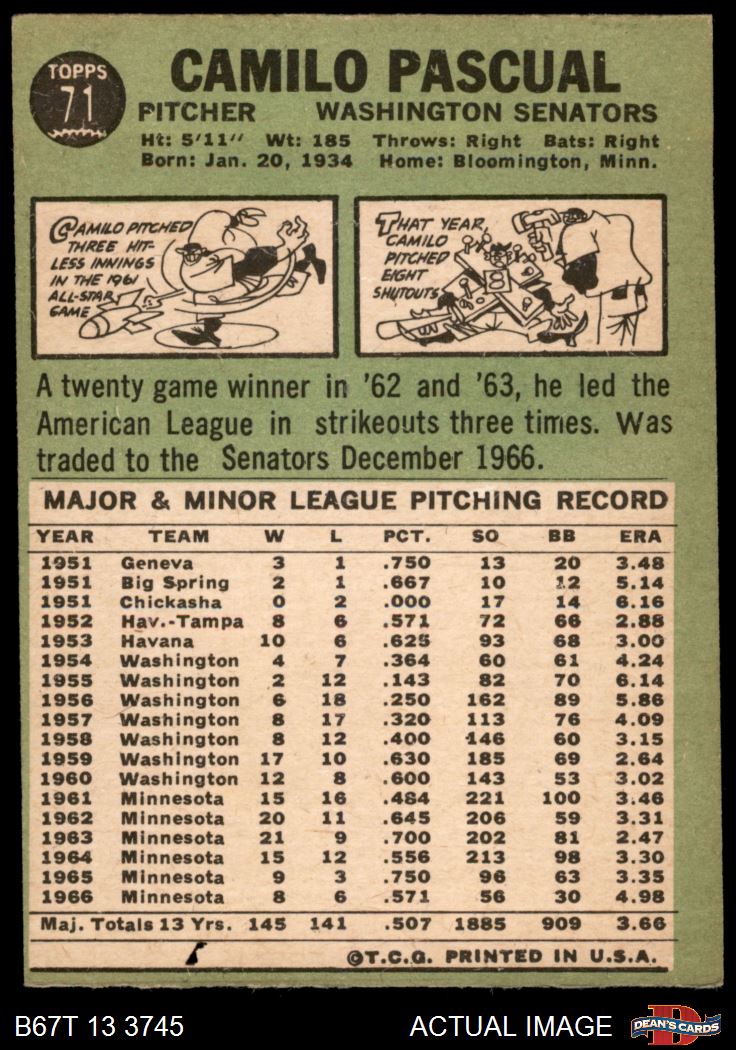 TOPPS
71
CAMILO PASCUAL
PITCHER WASHINGTON SENATORS
Ht: 5'11" Wt: 185 Throws: Right Bats: Right
Born: Jan. 20, 1934 Home: Bloomington, Minn.
CAMILO PITCHED
THREE HIT-
LESS INNINGS
IN THE 1961
ALL-STAR
GAME
THAT YEAR,
CAMILO
PITCHED
EIGHT
SHUTOUTS
8
A twenty game winner in '62 and '63, he led the
American League in strikeouts three times. Was
traded to the Senators December 1966.
MAJOR & MINOR LEAGUE PITCHING RECORD
YEAR TEAM W L PCT. SO BB ERA
1951 Geneva 3 1 .750 13 20 3.48
1951 Big Spring 2 1 .667 10 12 5.14
1951 Chickasha 0 2 .000 17 14 6.16
1952 Hav.-Tampa 8 6 .571 72 66 2.88
1953 Havana 10 6 .625 93 68 3.00
1954 Washington 4 7 .364 60 61 4.24
1955 Washington 2 12 .143 82 70 6.14
1956 Washington 6 18 .250 162 89 5.86
1957 Washington 8 17 .320 113 76 4.09
1958 Washington 8 12 .400 146 60 3.15
1959 Washington 17 10 .630 185 69 2.64
1960 Washington 12 8 .600 143 53 3.02
1961 Minnesota 15 16 .484 221 100 3.46
1962 Minnesota 20 11 .645 206 59 3.31
1963 Minnesota 21 9 .700 202 81 2.47
1964 Minnesota 15 12 .556 213 98 3.30
1965 Minnesota 9 3 .750 96 63 3.35
1966 Minnesota 8 6 .571 56 30 4.98
Maj. Totals 13 Yrs. 145 141 .507 1885 909 3.66
©T.C.G. PRINTED IN U.S.A.
B67T 13 3745 ACTUAL IMAGE
DEAN'S CARDS